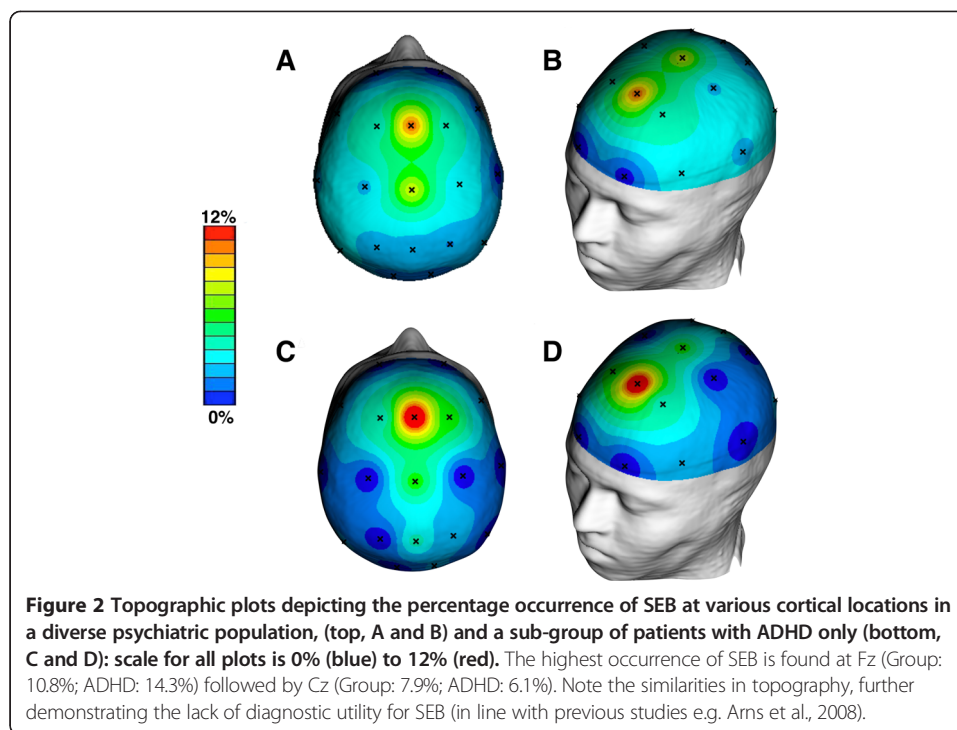 A
B
12%
0%
C
D
Figure 2 Topographic plots depicting the percentage occurrence of SEB at various cortical locations in
a diverse psychiatric population, (top, A and B) and a sub-group of patients with ADHD only (bottom,
C and D): scale for all plots is 0% (blue) to 12% (red). The highest occurrence of SEB is found at Fz (Group:
10.8%; ADHD: 14.3%) followed by Cz (Group: 7.9%; ADHD: 6.1%). Note the similarities in topography, further
demonstrating the lack of diagnostic utility for SEB (in line with previous studies e.g. Arns et al., 2008).